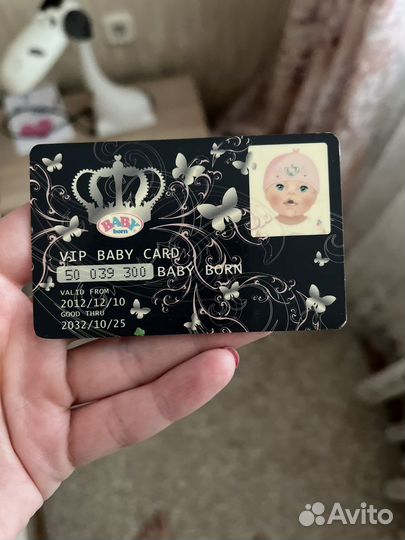 BABY
born
VIP BABY CARD
50 039 300 BABY BORN
VALID FROM
2012/12/10
GOOD THRU
2032/10/25
Avito